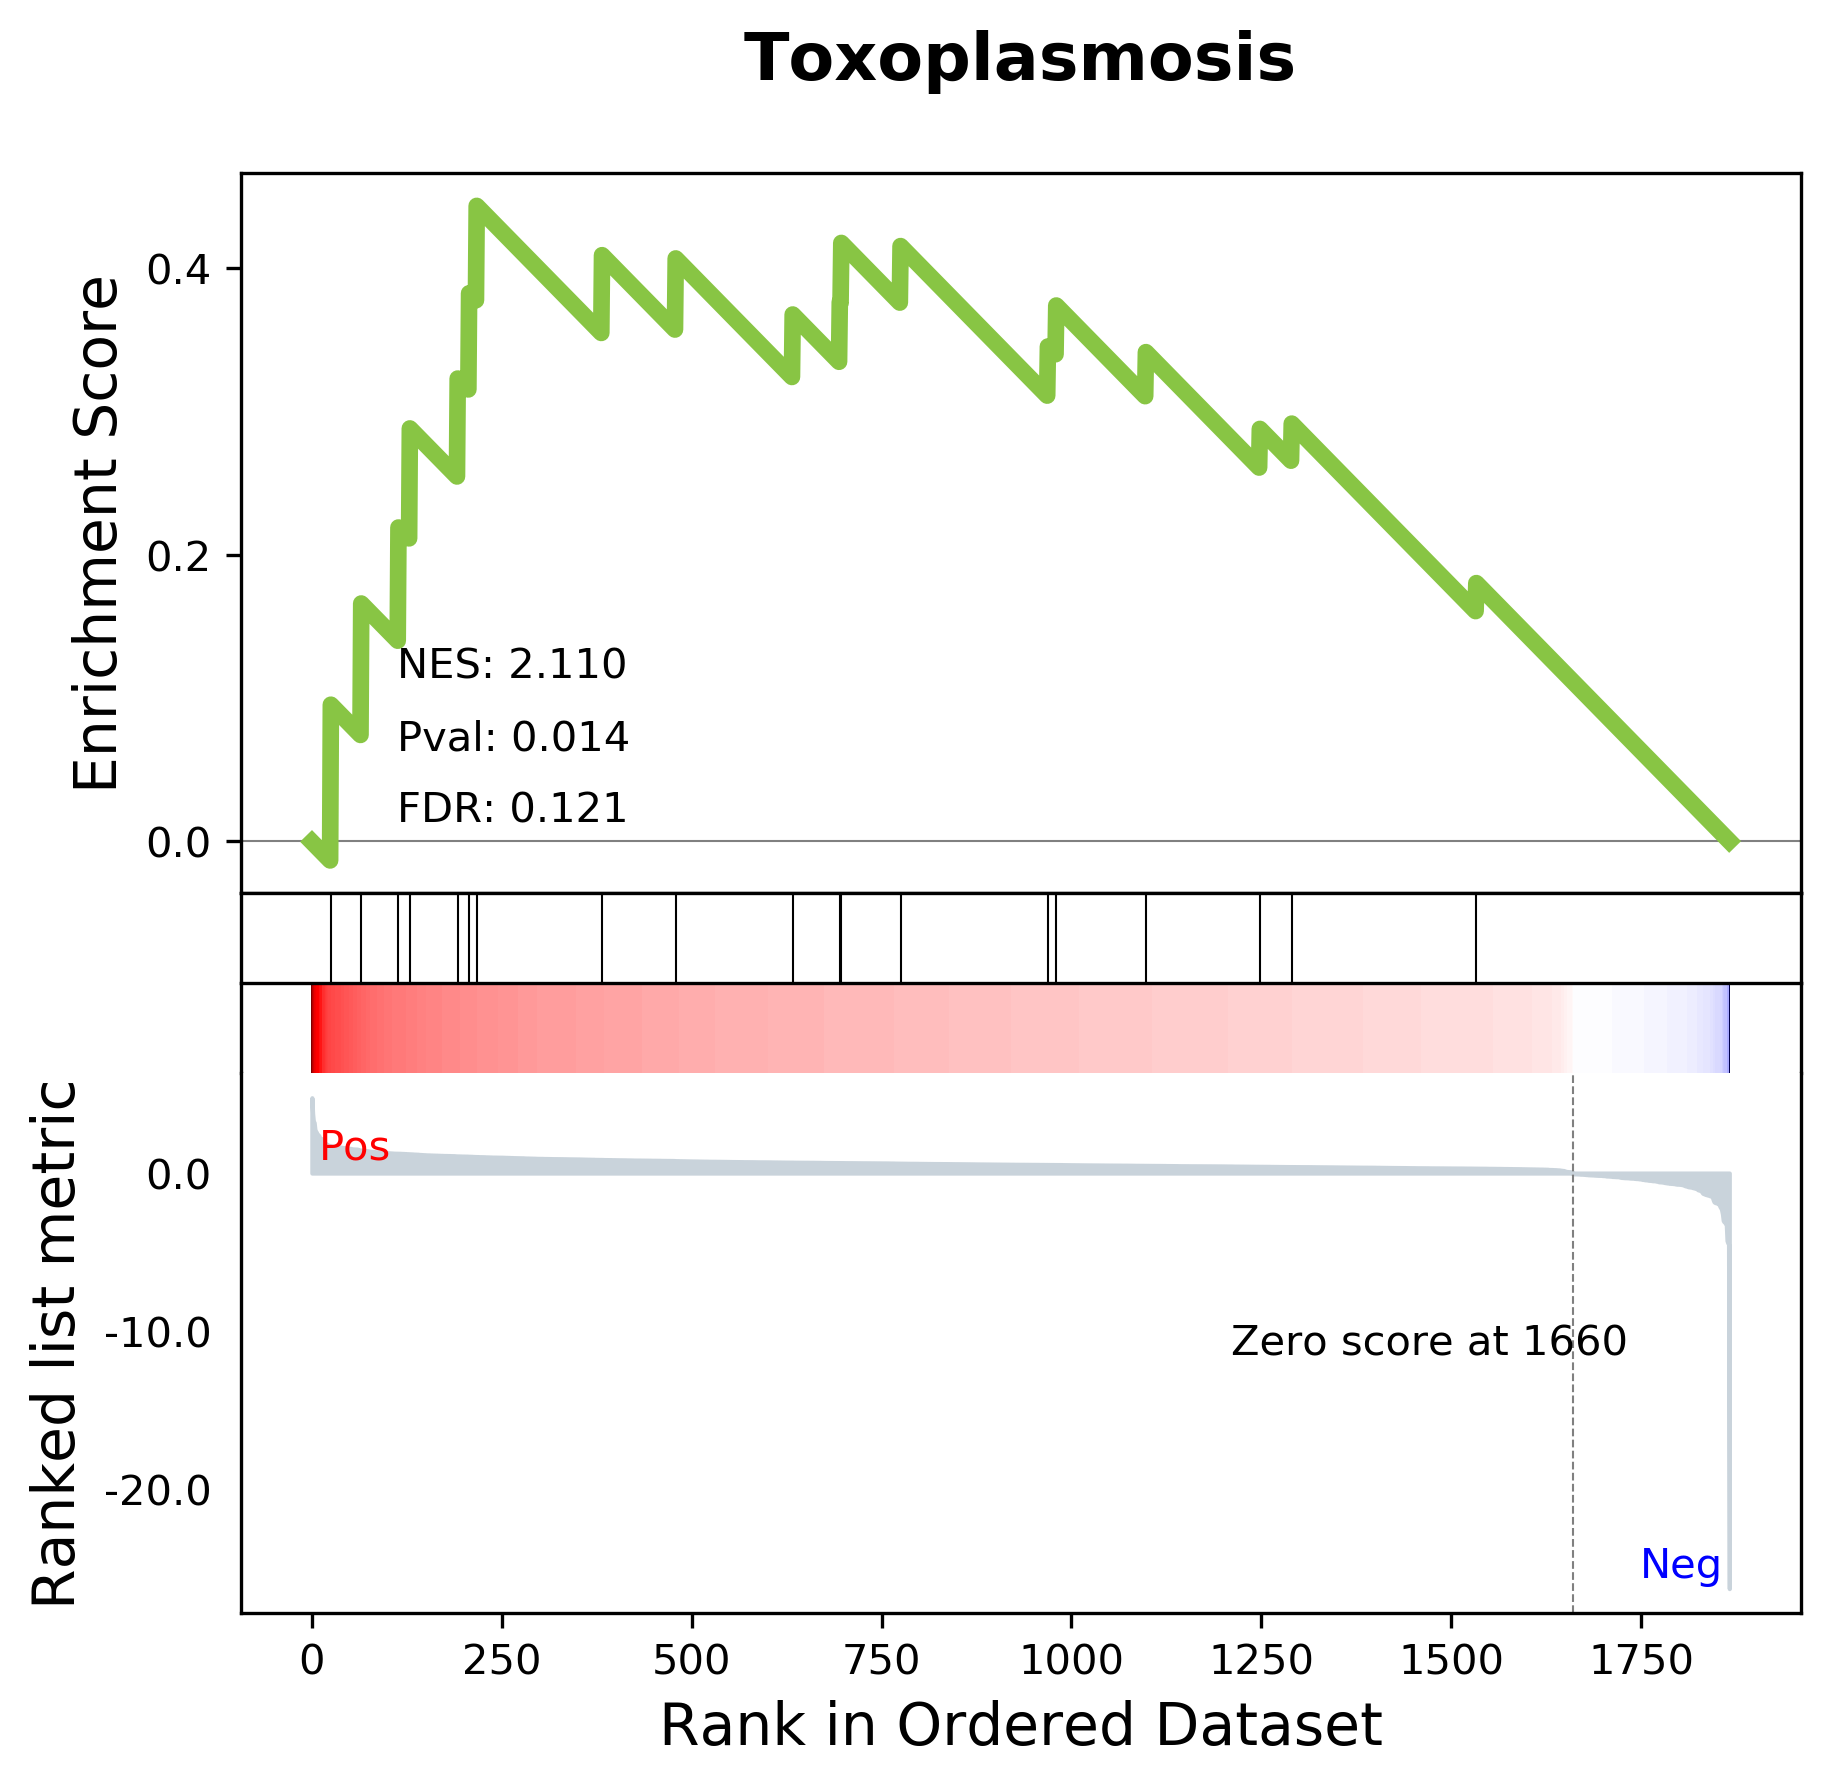 Toxoplasmosis
Enrichment Score
0.4
0.2
0.0
NES: 2.110
Pval: 0.014
FDR: 0.121
Ranked list metric
0.0
-10.0
-20.0
Pos
Zero score at 1660
Neg
0 250 500 750 1000 1250 1500 1750
Rank in Ordered Dataset